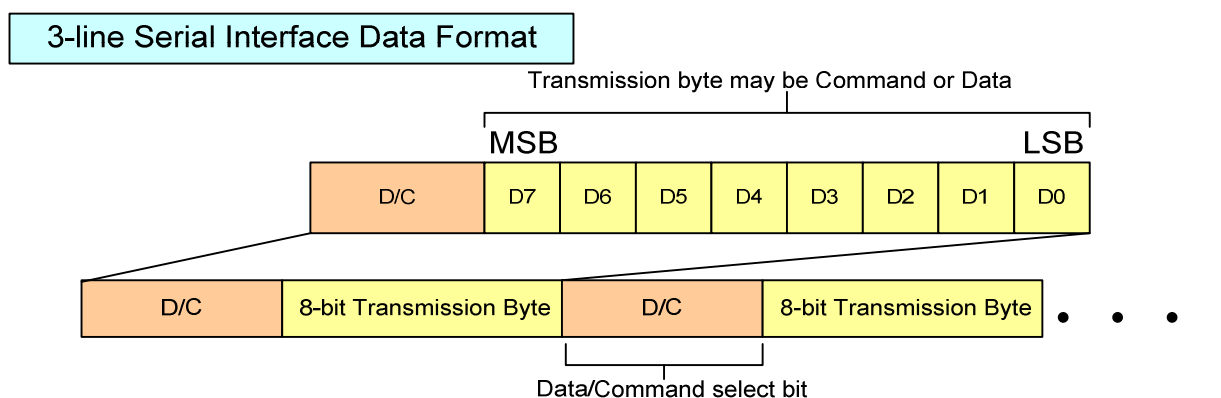 3-line Serial Interface Data Format
Transmission byte may be Command or Data
MSB LSB
D/C D7 D6 D5 D4 D3 D2 D1 D0
D/C 8-bit Transmission Byte D/C 8-bit Transmission Byte
Data/Command select bit